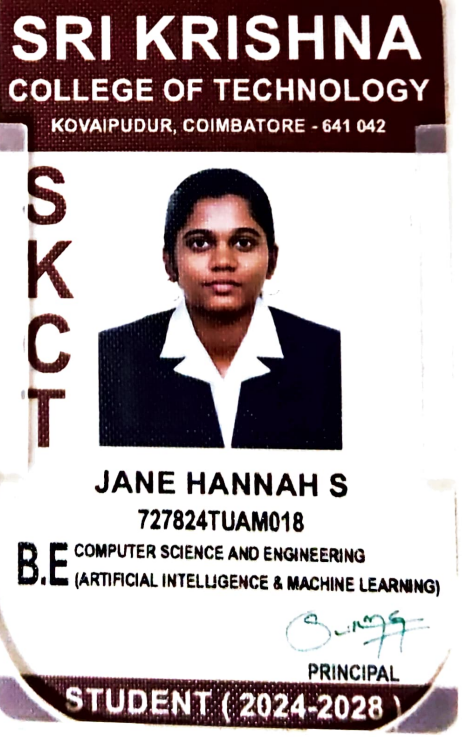 SRI KRISHNA
COLLEGE OF TECHNOLOGY
KOVAIPUDUR, COIMBATORE - 641 042
SKCT
JANE HANNAH S
727824TUAM018
B.E COMPUTER SCIENCE AND ENGINEERING
(ARTIFICIAL INTELLIGENCE & MACHINE LEARNING)
PRINCIPAL
STUDENT ( 2024-2028 )